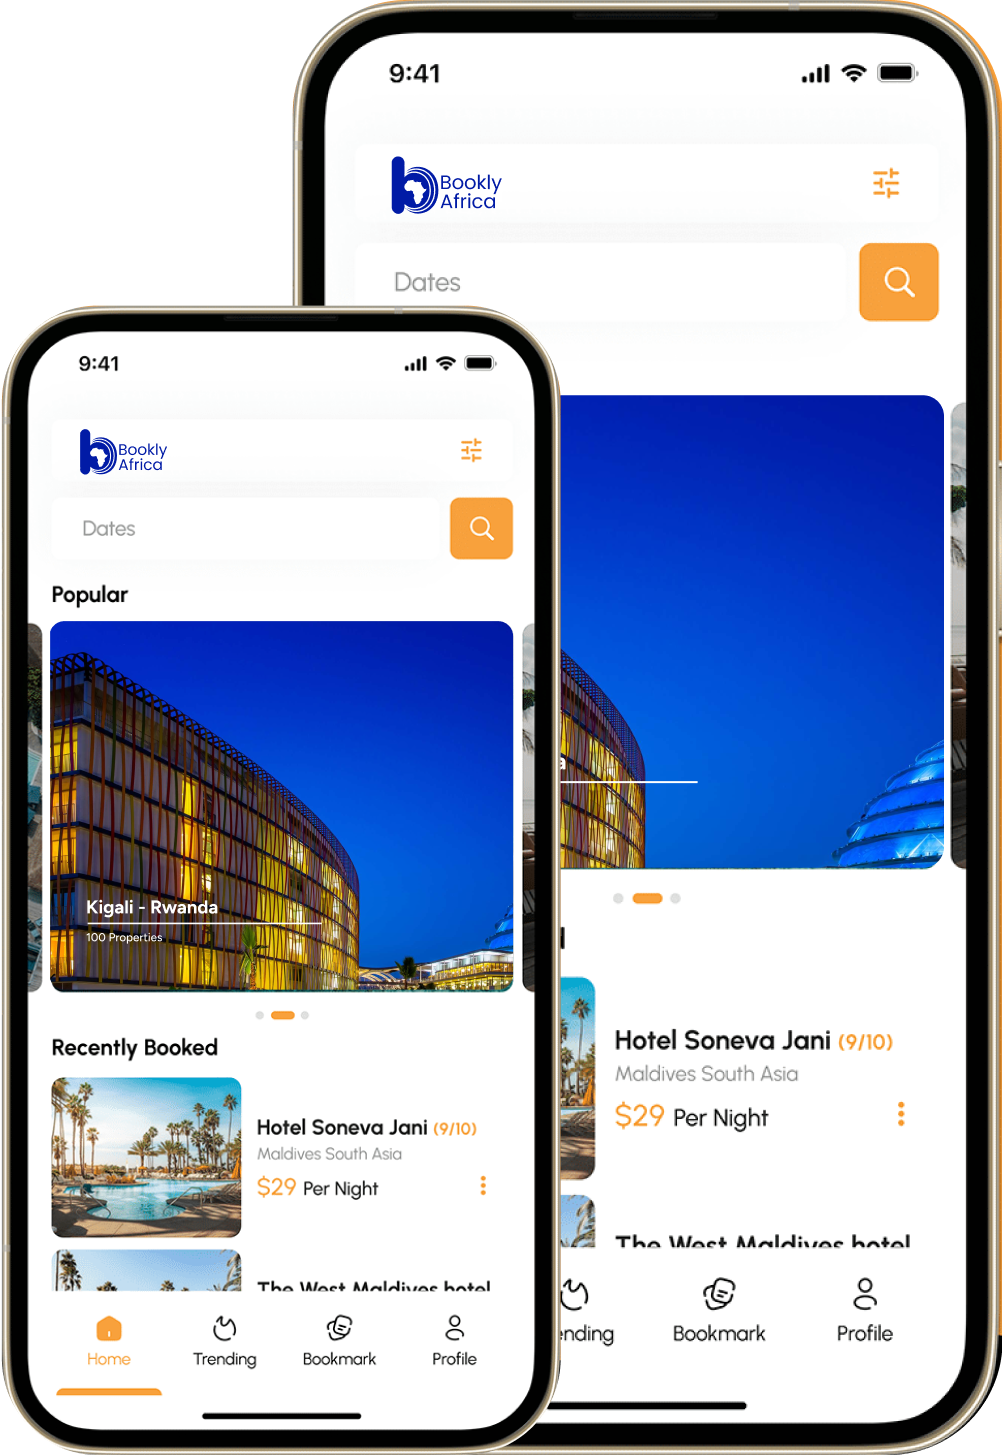 9:41
Bookly
Africa
Dates
9:41
Bookly
Africa
Dates
Popular
Kigali - Rwanda
100 Properties
Recently Booked
Hotel Soneva Jani (9/10)
Maldives South Asia
$29 Per Night
The West Maldives hotel
Home
Trending
Bookmark
Profile
Hotel Soneva Jani (9/10)
Maldives South Asia
$29 Per Night
The West Maldives hotel
ending
Bookmark
Profile